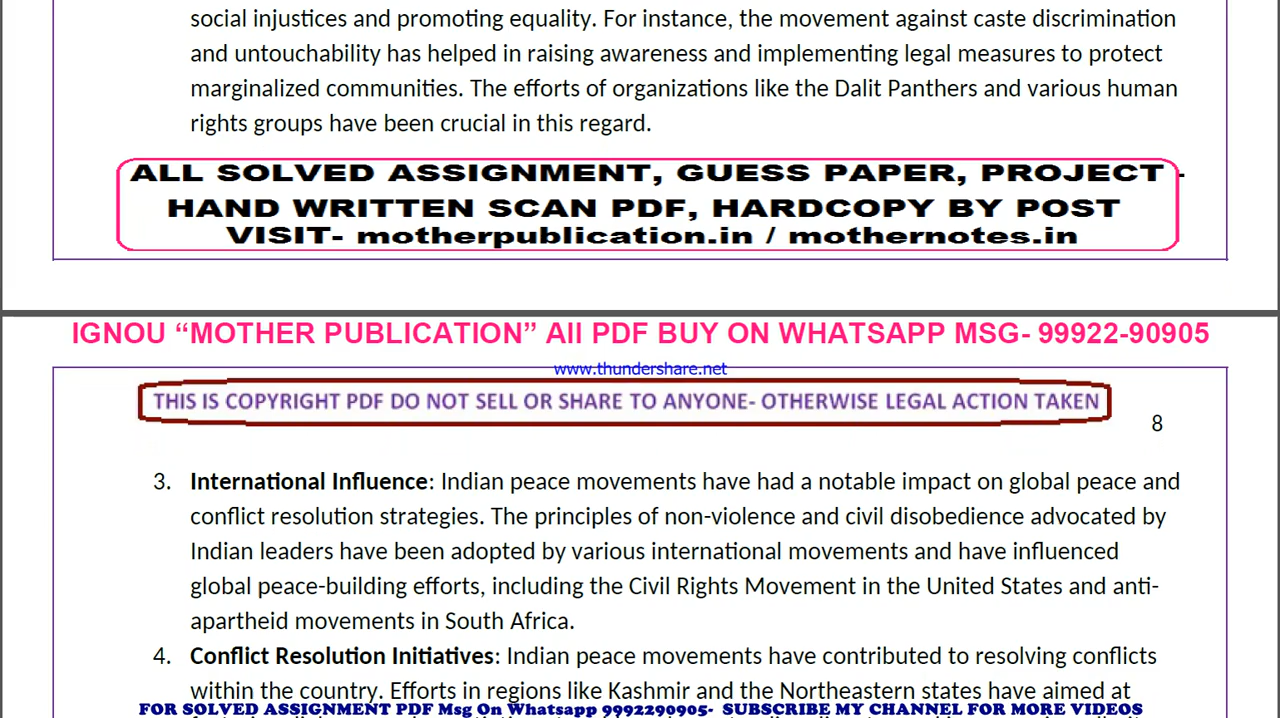 social injustices and promoting equality. For instance, the movement against caste discrimination
and untouchability has helped in raising awareness and implementing legal measures to protect
marginalized communities. The efforts of organizations like the Dalit Panthers and various human
rights groups have been crucial in this regard.
ALL SOLVED ASSIGNMENT, GUESS PAPER, PROJECT -
HAND WRITTEN SCAN PDF, HARDCOPY BY POST
VISIT- motherpublication.in / mothernotes.in
IGNOU “MOTHER PUBLICATION” All PDF BUY ON WHATSAPP MSG- 99922-90905
www.thundershare.net
THIS IS COPYRIGHT PDF DO NOT SELL OR SHARE TO ANYONE- OTHERWISE LEGAL ACTION TAKEN
8
3. International Influence: Indian peace movements have had a notable impact on global peace and
conflict resolution strategies. The principles of non-violence and civil disobedience advocated by
Indian leaders have been adopted by various international movements and have influenced
global peace-building efforts, including the Civil Rights Movement in the United States and anti-
apartheid movements in South Africa.
4. Conflict Resolution Initiatives: Indian peace movements have contributed to resolving conflicts
within the country. Efforts in regions like Kashmir and the Northeastern states have aimed at
FOR SOLVED ASSIGNMENT PDF Msg On Whatsapp 9992290905- SUBSCRIBE MY CHANNEL FOR MORE VIDEOS